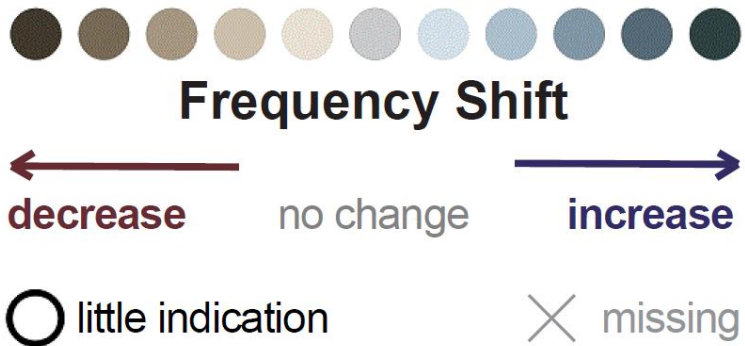 Frequency Shift
decrease no change increase
little indication missing